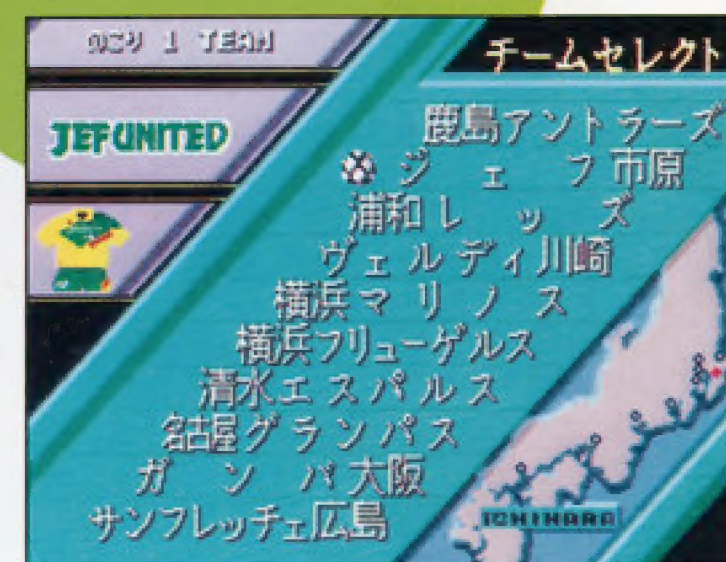 のこり 1 TEAM
チームセレクト
JEF UNITED
鹿島アントラーズ
ジェフ市原
浦和レッズ
ヴェルディ川崎
横浜マリノス
横浜フリューゲルス
清水エスパルス
名古屋グランパス
ガンバ大阪
サンフレッチェ広島
ICHIHARA